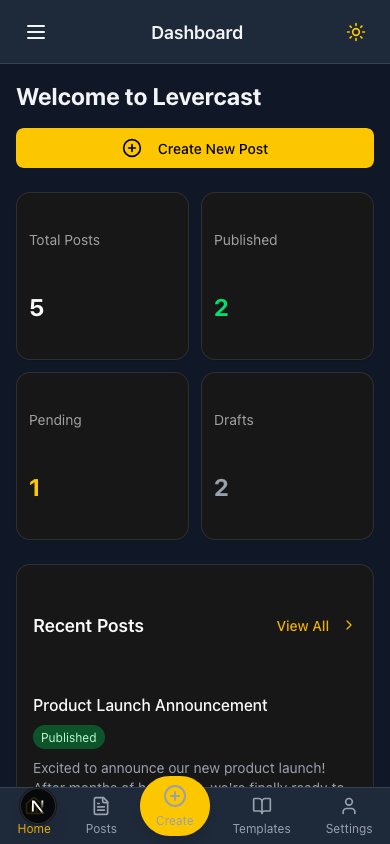 Dashboard
Welcome to Levercast
Create New Post
Total Posts
Published
5
2
Pending
Drafts
1
2
Recent Posts
View All
Product Launch Announcement
Published
Excited to announce our new product launch!
After months of we're finally ready to
N
Home
Posts
Create
Templates
Settings